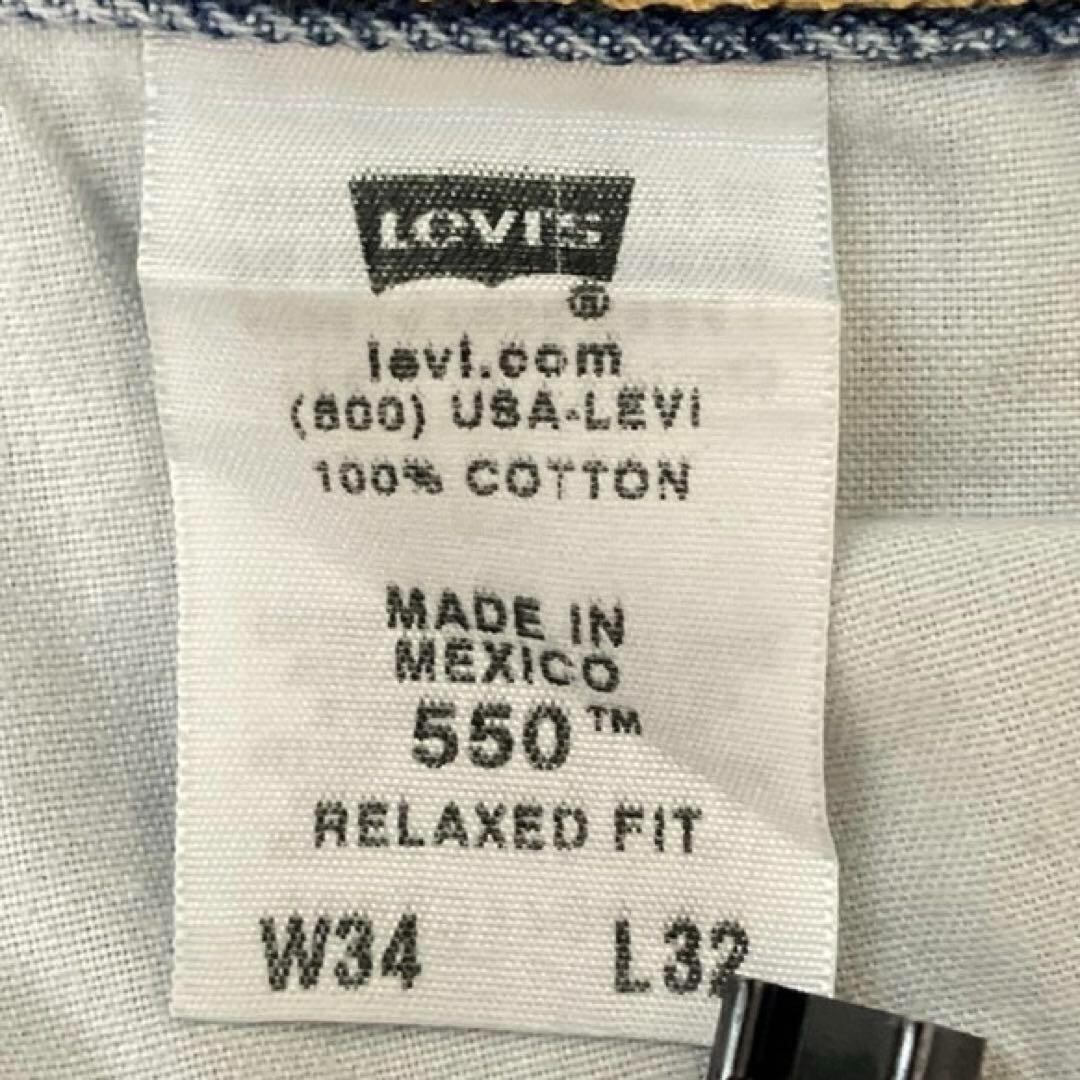 LEVI'S
®
levi.com
(800) USA-LEVI
100% COTTON
MADE IN
MEXICO
550™
RELAXED FIT
W34 L32